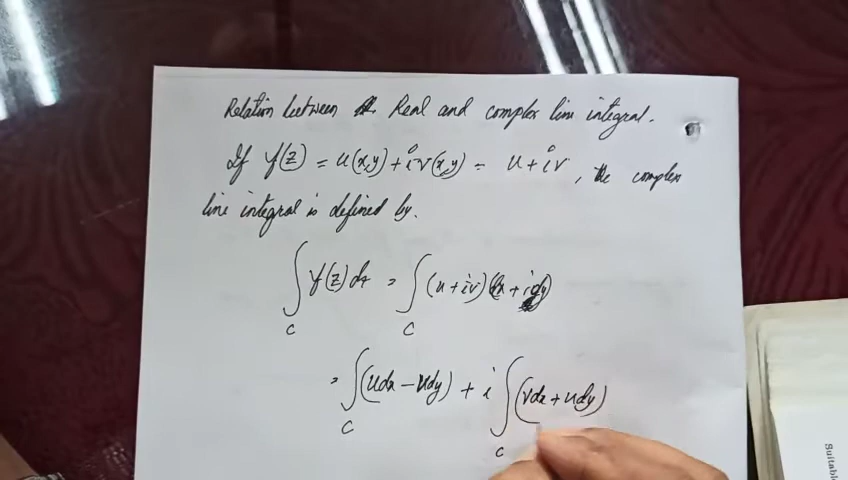 Relation between Real and complex line integral.
If f(z) = u(x,y) + iv(x,y) = u + iv, the complex
line integral is defined by.
∫ f(z) dz = ∫ (u + iv) (dx + idy)
C C
= ∫ (udx - vdy) + i ∫ (vdx + udy)
C C
Suitabl